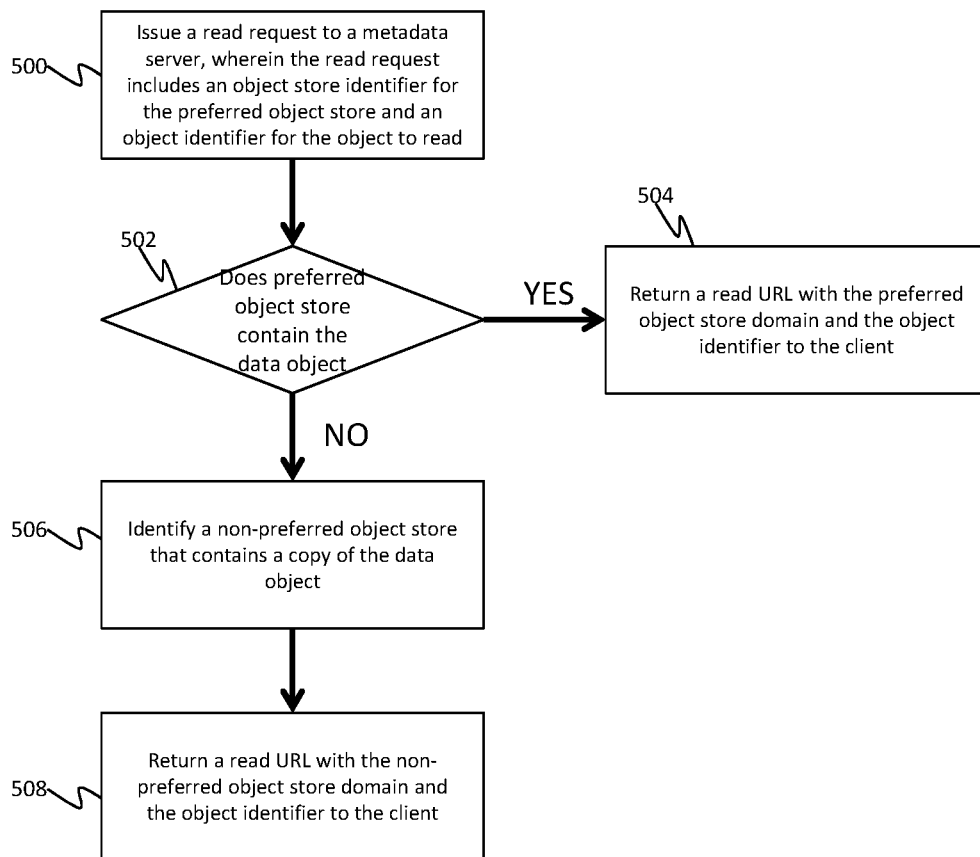 Issue a read request to a metadata
server, wherein the read request
includes an object store identifier for
the preferred object store and an
object identifier for the object to read
500
504
502
Does preferred
object store
contain the
data object
YES
Return a read URL with the preferred
object store domain and the object
identifier to the client
NO
506
Identify a non-preferred object store
that contains a copy of the data
object
508
Return a read URL with the non-
preferred object store domain and
the object identifier to the client